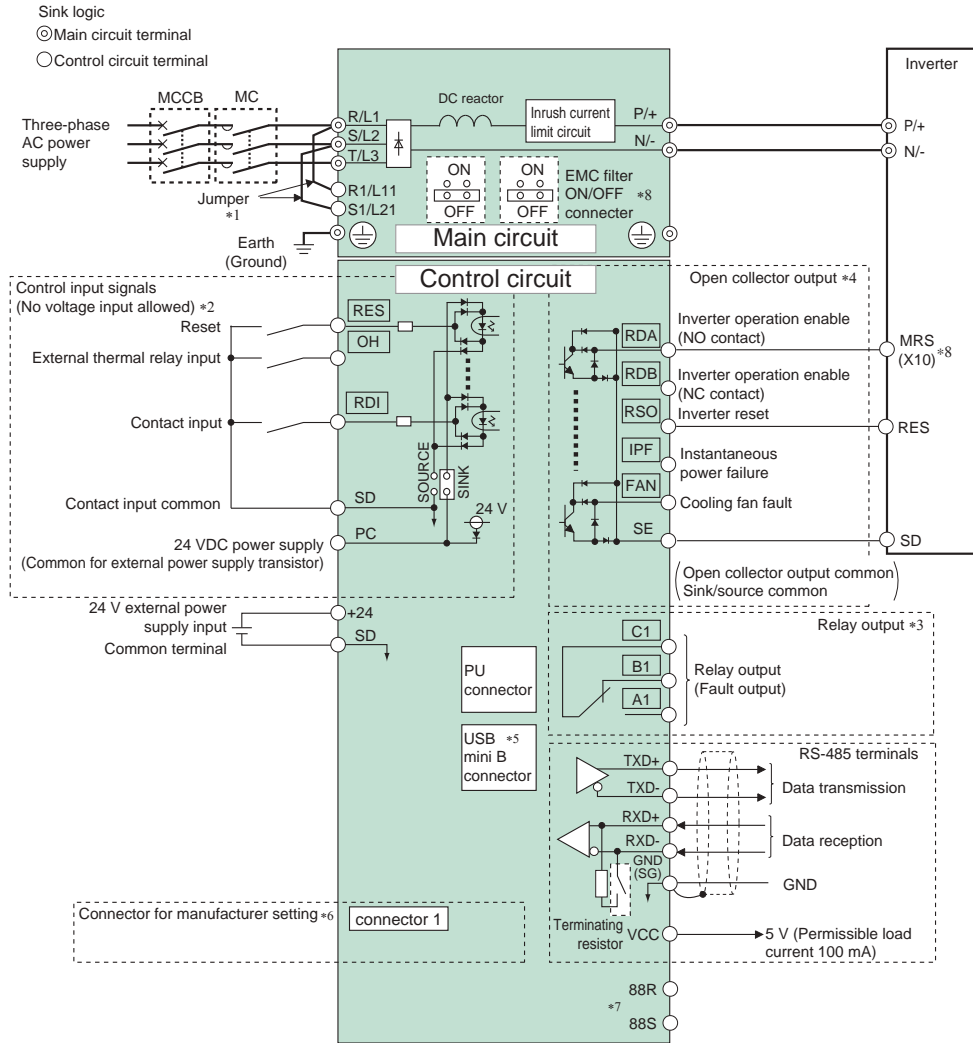 Sink logic
Main circuit terminal
Control circuit terminal
MCCB
MC
Three-phase
AC power
supply
Jumper
*1
Earth
(Ground)
R/L1
S/L2
T/L3
R1/L11
S1/L21
DC reactor
Inrush current
limit circuit
P/+
N/-
ON
OFF
ON
OFF
EMC filter
ON/OFF
connecter
*8
Main circuit
Inverter
P/+
N/-
Control circuit
Control input signals
(No voltage input allowed) *2
Reset
External thermal relay input
Contact input
Contact input common
24 VDC power supply
(Common for external power supply transistor)
RES
OH
RDI
SD
PC
SOURCE
SINK
24 V
Open collector output *4
RDA
Inverter operation enable
(NO contact)
RDB
Inverter operation enable
(NC contact)
RSO
Inverter reset
IPF
Instantaneous
power failure
FAN
Cooling fan fault
SE
Open collector output common
Sink/source common
MRS
(X10) *8
RES
SD
24 V external power
supply input
Common terminal
+24
SD
PU
connector
USB *5
mini B
connector
Relay output *3
C1
B1
A1
Relay output
(Fault output)
RS-485 terminals
TXD+
TXD-
Data transmission
RXD+
RXD-
Data reception
GND
(SG)
GND
Terminating
resistor
VCC
5 V (Permissible load
current 100 mA)
Connector for manufacturer setting *6
connector 1
88R
*7
88S